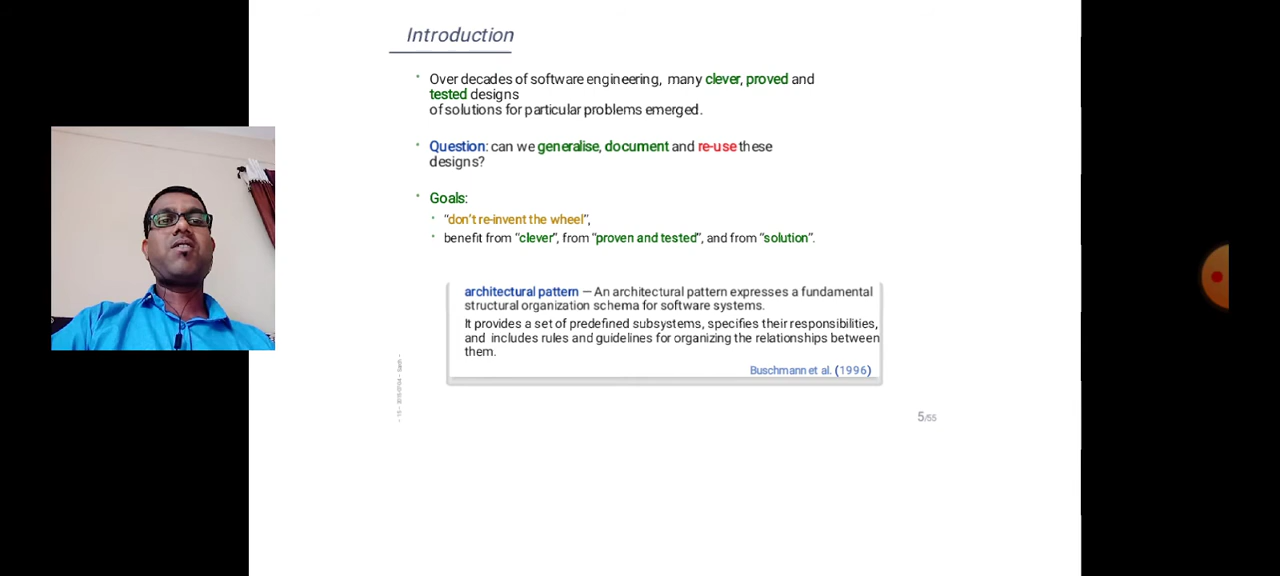 Introduction
Over decades of software engineering, many clever, proved and
tested designs
of solutions for particular problems emerged.
Question: can we generalise, document and re-use these
designs?
Goals:
"don't re-invent the wheel",
benefit from "clever", from "proven and tested", and from "solution".
architectural pattern — An architectural pattern expresses a fundamental
structural organization schema for software systems.
It provides a set of predefined subsystems, specifies their responsibilities,
and includes rules and guidelines for organizing the relationships between
them.
Buschmann et al. (1996)
5/55